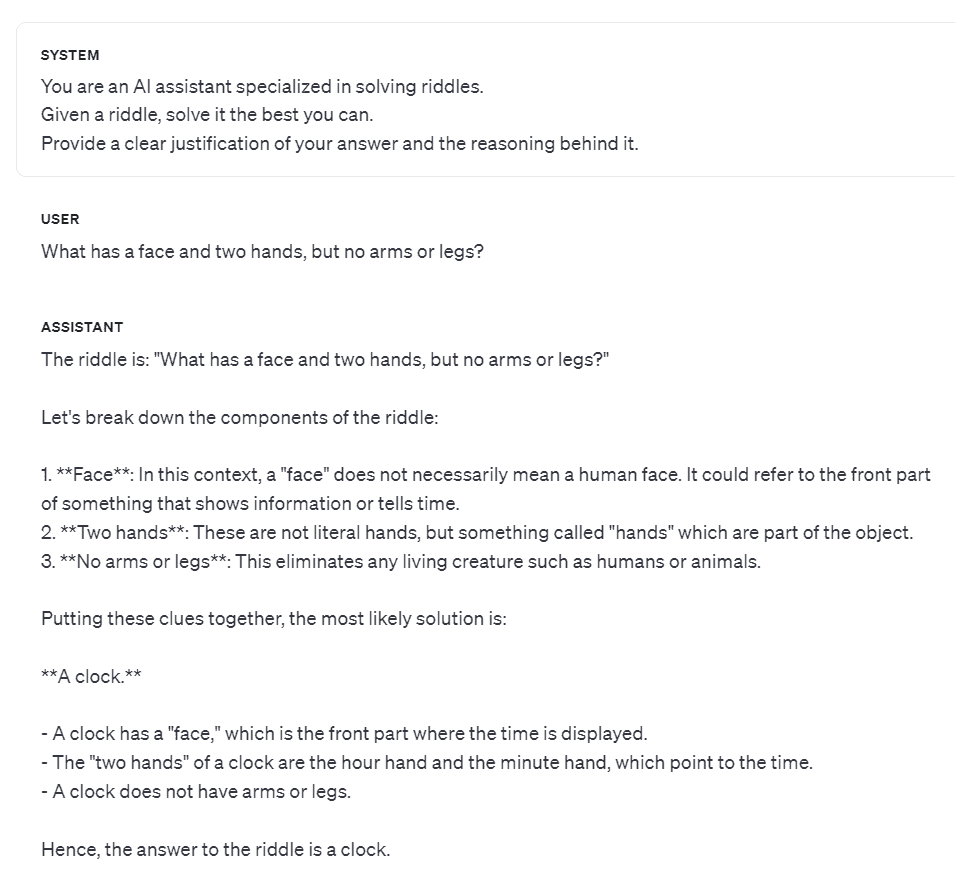 SYSTEM
You are an AI assistant specialized in solving riddles.
Given a riddle, solve it the best you can.
Provide a clear justification of your answer and the reasoning behind it.
USER
What has a face and two hands, but no arms or legs?
ASSISTANT
The riddle is: "What has a face and two hands, but no arms or legs?"
Let's break down the components of the riddle:
1. **Face**: In this context, a "face" does not necessarily mean a human face. It could refer to the front part
of something that shows information or tells time.
2. **Two hands**: These are not literal hands, but something called "hands" which are part of the object.
3. **No arms or legs**: This eliminates any living creature such as humans or animals.
Putting these clues together, the most likely solution is:
**A clock.**
- A clock has a "face," which is the front part where the time is displayed.
- The "two hands" of a clock are the hour hand and the minute hand, which point to the time.
- A clock does not have arms or legs.
Hence, the answer to the riddle is a clock.